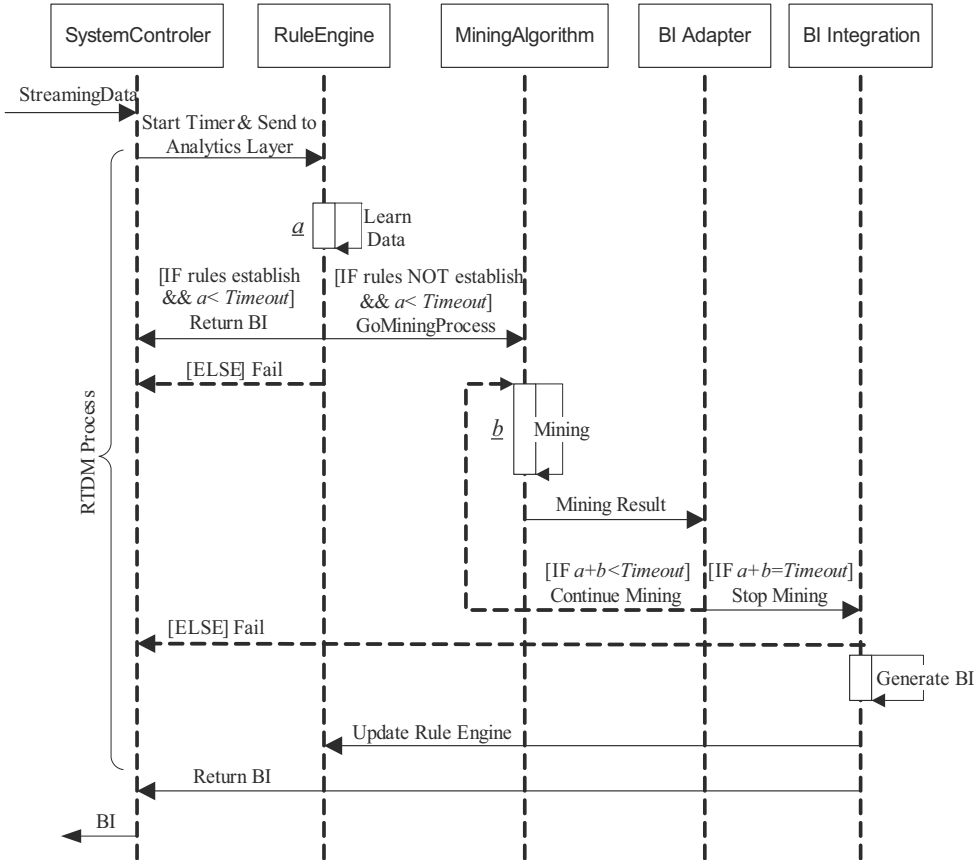 SystemControler
RuleEngine
MiningAlgorithm
BI Adapter
BI Integration
StreamingData
Start Timer & Send to
Analytics Layer
a
Learn
Data
[IF rules establish
&& a< Timeout]
Return BI
[IF rules NOT establish
&& a< Timeout]
GoMiningProcess
[ELSE] Fail
RTDM Process
b
Mining
Mining Result
[IF a+b<Timeout]
Continue Mining
[IF a+b=Timeout]
Stop Mining
[ELSE] Fail
Generate BI
Update Rule Engine
Return BI
BI